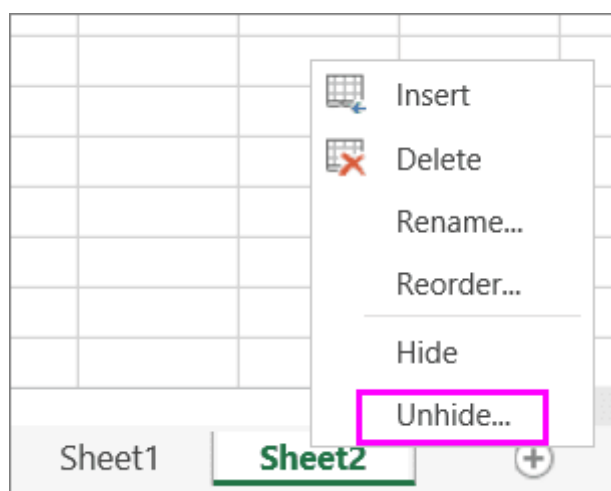 Insert
Delete
Rename...
Reorder...
Hide
Unhide...
Sheet1 Sheet2